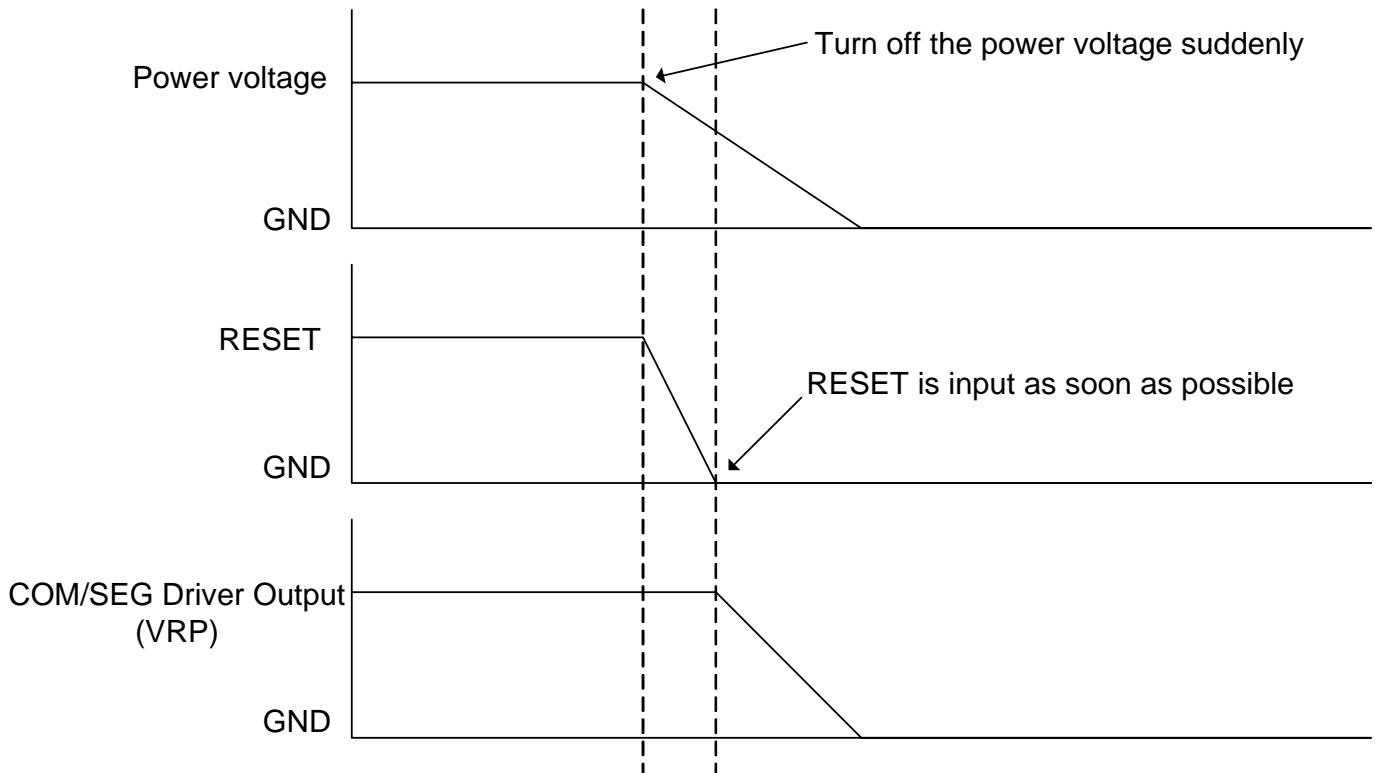 Turn off the power voltage suddenly
Power voltage
GND
RESET
RESET is input as soon as possible
GND
COM/SEG Driver Output
(VRP)
GND